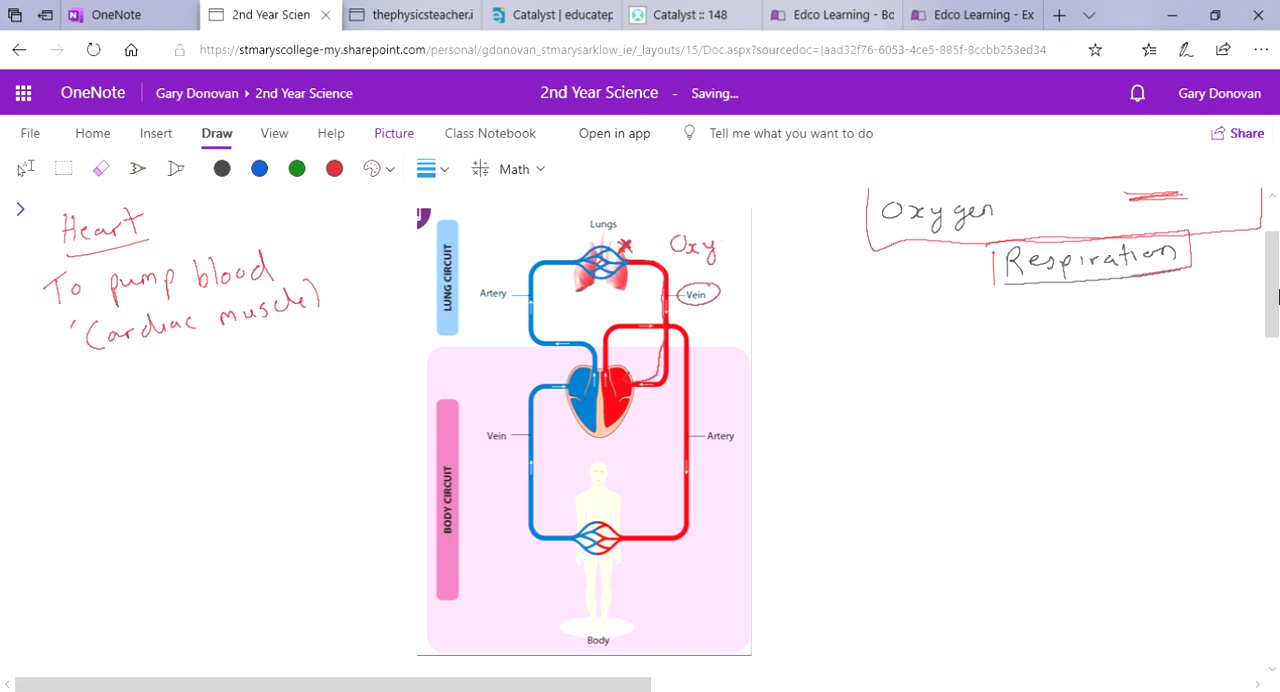 OneNote
2nd Year Scien
thephysicsteacher.i
Catalyst | educatep
Catalyst :: 148
Edco Learning - Bo
Edco Learning - Ex
https://stmaryscollege-my.sharepoint.com/personal/gdonovan_stmarysarklow_ie/_layouts/15/Doc.aspx?sourcedoc={aad32f76-6053-4ce5-885f-8ccbb253ed34
OneNote
Gary Donovan › 2nd Year Science
2nd Year Science - Saving...
Gary Donovan
File Home Insert Draw View Help Picture Class Notebook Open in app Tell me what you want to do Share
Math
Heart
To pump blood
(Cardiac muscle)
Lungs
Oxy
LUNG CIRCUIT
Artery
Vein
BODY CIRCUIT
Vein
Artery
Body
Oxygen
Respiration